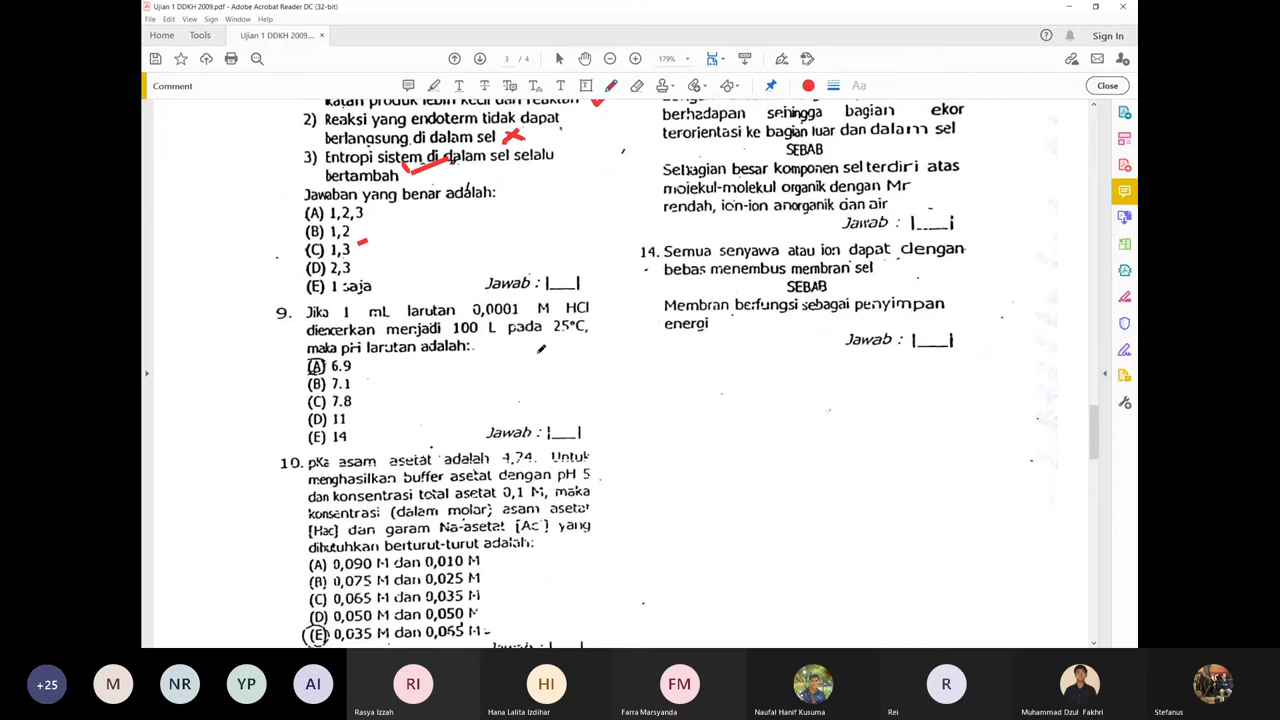 Ujian 1 DDKH 2009.pdf - Adobe Acrobat Reader DC (32-bit)
File Edit View Sign Window Help
Home Tools Ujian 1 DDKH 2009.... × Sign In
3 / 4 179%
Comment Aa Close
katan produk lebih kecil dari reaktan
2) Reaksi yang endoterm tidak dapat
berlangsung di dalam sel
3) Entropi sistem di dalam sel selalu
bertambah
Jawaban yang benar adalah:
(A) 1,2,3
(B) 1,2
(C) 1,3
(D) 2,3
(E) 1 saja
Jawab : |___|
9. Jika 1 mL larutan 0,0001 M HCl
diencerkan menjadi 100 L pada 25°C,
maka pH larutan adalah:
(A) 6.9
(B) 7.1
(C) 7.8
(D) 11
(E) 14
Jawab : |___|
10. pKa asam asetat adalah 4,74. Untuk
menghasilkan buffer asetat dengan pH 5
dan konsentrasi total asetat 0,1 M, maka
konsentrasi (dalam molar) asam asetat
[Hac] dan garam Na-asetat [Ac-] yang
dibutuhkan berturut-turut adalah:
(A) 0,090 M dan 0,010 M
(B) 0,075 M dan 0,025 M
(C) 0,065 M dan 0,035 M
(D) 0,050 M dan 0,050 M
(E) 0,035 M dan 0,065 M
berhadapan sehingga bagian ekor
terorientasi ke bagian luar dan dalam sel
SEBAB
Sebagian besar komponen sel terdiri atas
molekul-molekul organik dengan Mr
rendah, ion-ion anorganik dan air
Jawab : |____|
14. Semua senyawa atau ion dapat dengan
bebas menembus membran sel
SEBAB
Membran berfungsi sebagai penyimpan
energi
Jawab : |____|
+25 M NR YP AI RI HI FM R
Rasya Izzah Hana Lalita Izdihar Farra Marsyanda Naufal Hanif Kusuma Rei Muhammad Dzul Fakhri Stefanus